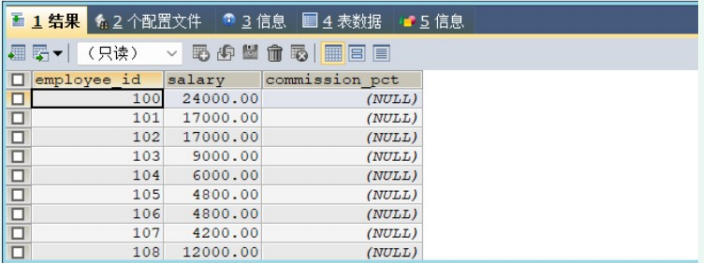 1 结果 2 个配置文件 3 信息 4 表数据 5 信息
（只读）
employee_id salary commission_pct
100 24000.00 (NULL)
101 17000.00 (NULL)
102 17000.00 (NULL)
103 9000.00 (NULL)
104 6000.00 (NULL)
105 4800.00 (NULL)
106 4800.00 (NULL)
107 4200.00 (NULL)
108 12000.00 (NULL)